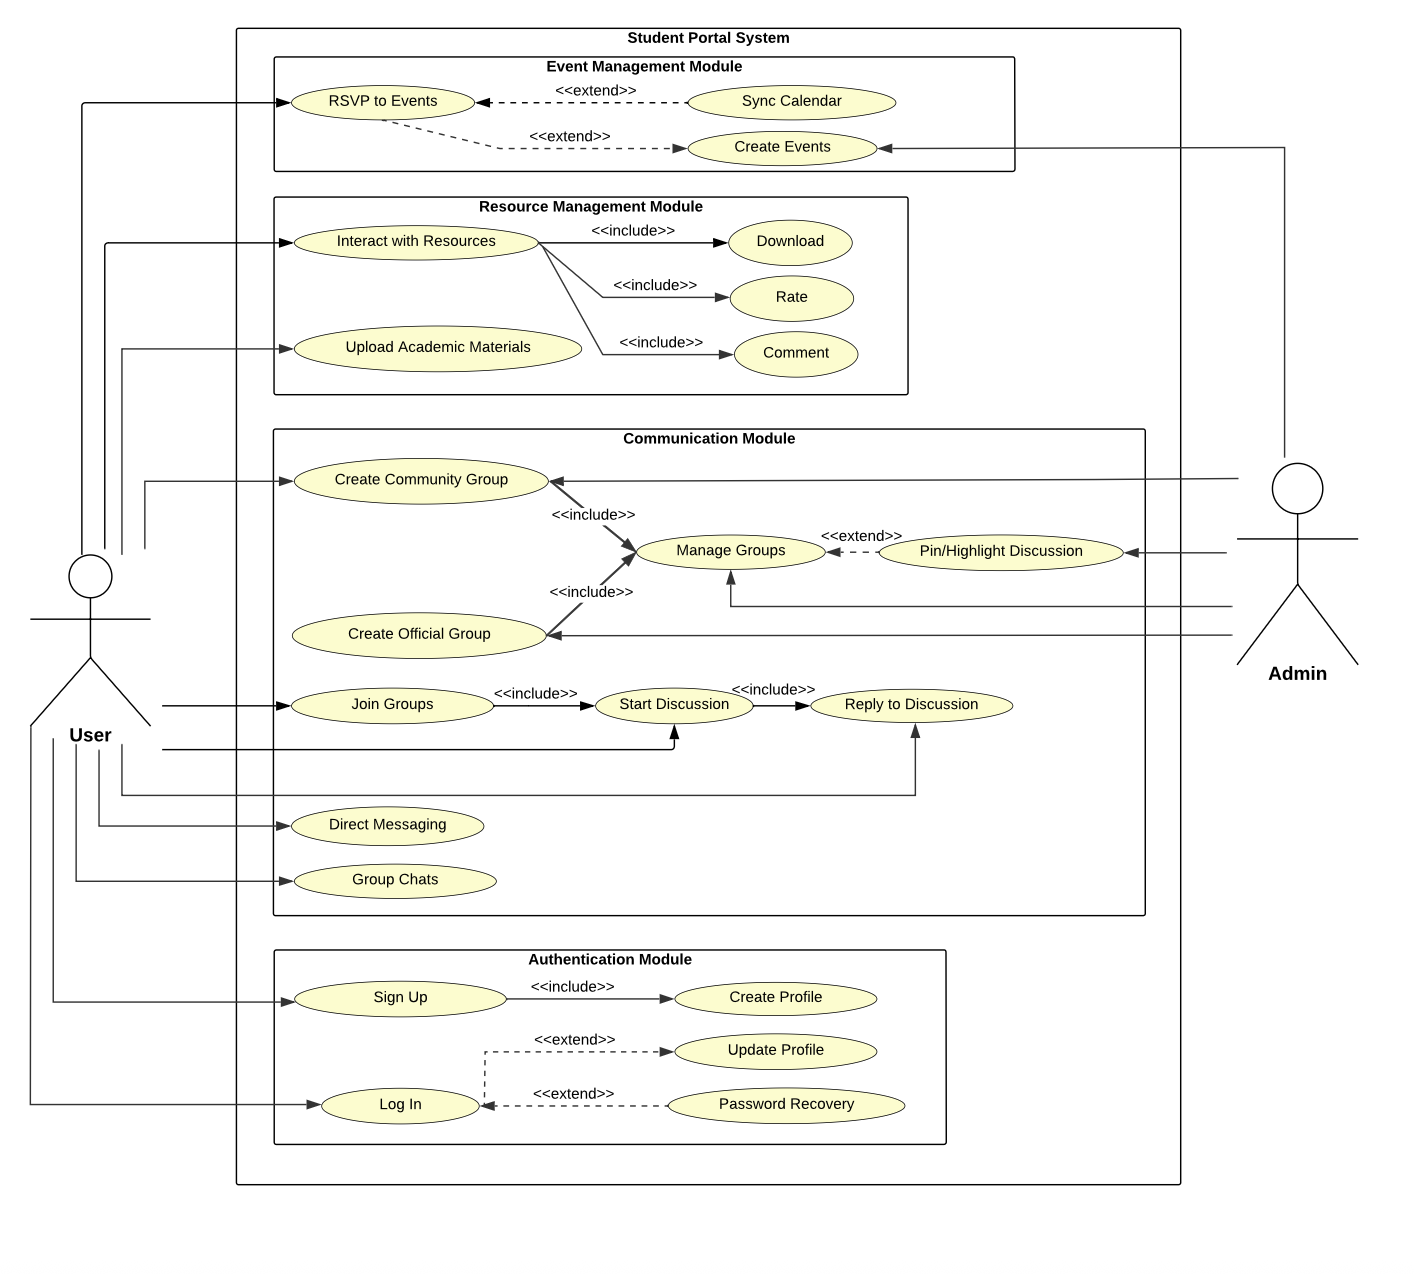 Student Portal System
Event Management Module
RSVP to Events
<<extend>>
Sync Calendar
<<extend>>
Create Events
Resource Management Module
Interact with Resources
<<include>>
Download
<<include>>
Rate
Upload Academic Materials
<<include>>
Comment
Communication Module
Create Community Group
<<include>>
Manage Groups
<<extend>>
Pin/Highlight Discussion
<<include>>
Create Official Group
Admin
Join Groups
<<include>>
Start Discussion
<<include>>
Reply to Discussion
User
Direct Messaging
Group Chats
Authentication Module
Sign Up
<<include>>
Create Profile
<<extend>>
Update Profile
Log In
<<extend>>
Password Recovery